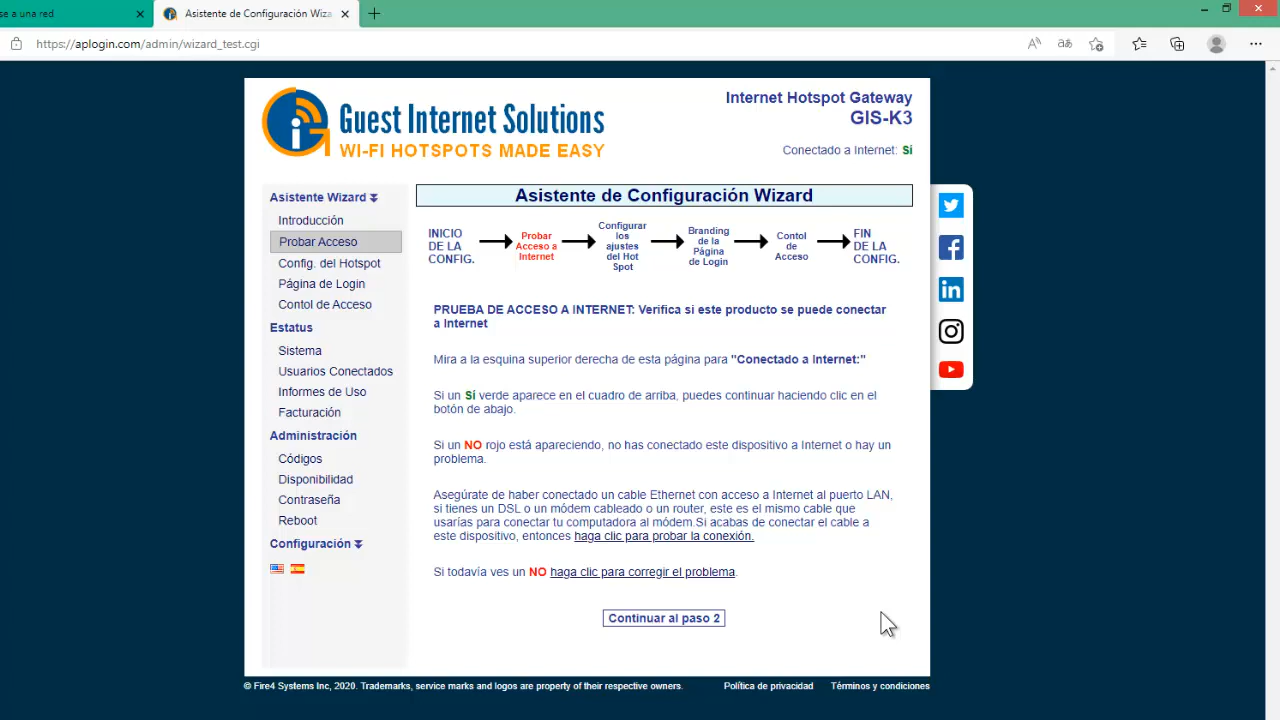 se a una red
Asistente de Configuración Wiza
https://aplogin.com/admin/wizard_test.cgi
Guest Internet Solutions
WI-FI HOTSPOTS MADE EASY
Internet Hotspot Gateway
GIS-K3
Conectado a Internet: Sí
Asistente Wizard
Introducción
Probar Acceso
Config. del Hotspot
Página de Login
Contol de Acceso
Estatus
Sistema
Usuarios Conectados
Informes de Uso
Facturación
Administración
Códigos
Disponibilidad
Contraseña
Reboot
Configuración
Asistente de Configuración Wizard
INICIO
DE LA
CONFIG.
Probar
Acceso a
Internet
Configurar
los
ajustes
del Hot
Spot
Branding
de la
Página
de Login
Contol
de
Acceso
FIN
DE LA
CONFIG.
PRUEBA DE ACCESO A INTERNET: Verifica si este producto se puede conectar
a Internet
Mira a la esquina superior derecha de esta página para "Conectado a Internet:"
Si un Sí verde aparece en el cuadro de arriba, puedes continuar haciendo clic en el
botón de abajo.
Si un NO rojo está apareciendo, no has conectado este dispositivo a Internet o hay un
problema.
Asegúrate de haber conectado un cable Ethernet con acceso a Internet al puerto LAN,
si tienes un DSL o un módem cableado o un router, este es el mismo cable que
usarías para conectar tu computadora al módem.Si acabas de conectar el cable a
este dispositivo, entonces haga clic para probar la conexión.
Si todavía ves un NO haga clic para corregir el problema.
Continuar al paso 2
© Fire4 Systems Inc, 2020. Trademarks, service marks and logos are property of their respective owners.
Política de privacidad
Términos y condiciones